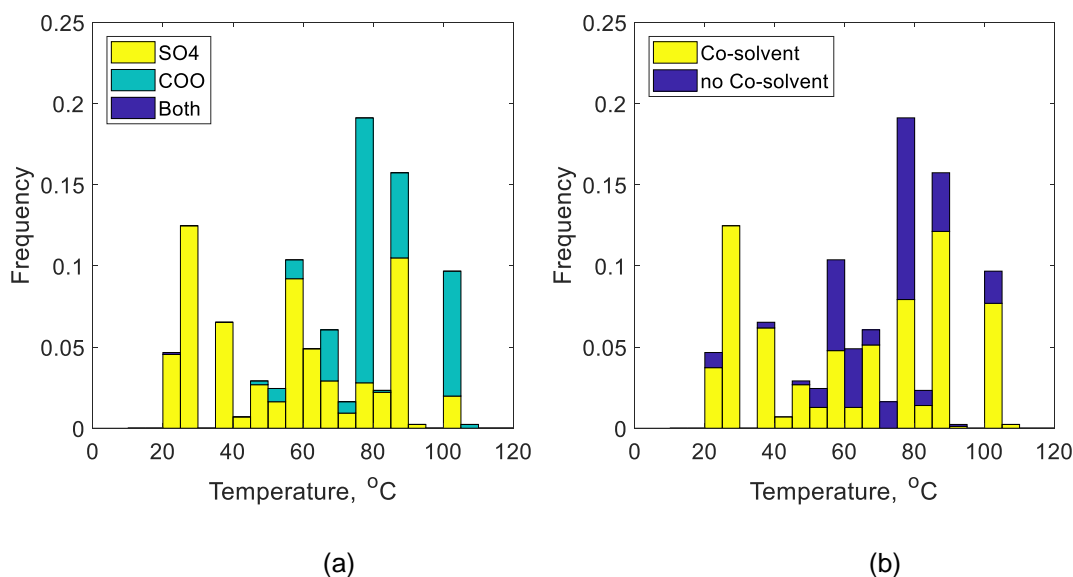 0.25
0.2
0.15
0.1
0.05
0
Frequency
SO4
COO
Both
0 20 40 60 80 100 120
Temperature, °C
(a)
0.25
0.2
0.15
0.1
0.05
0
Frequency
Co-solvent
no Co-solvent
0 20 40 60 80 100 120
Temperature, °C
(b)